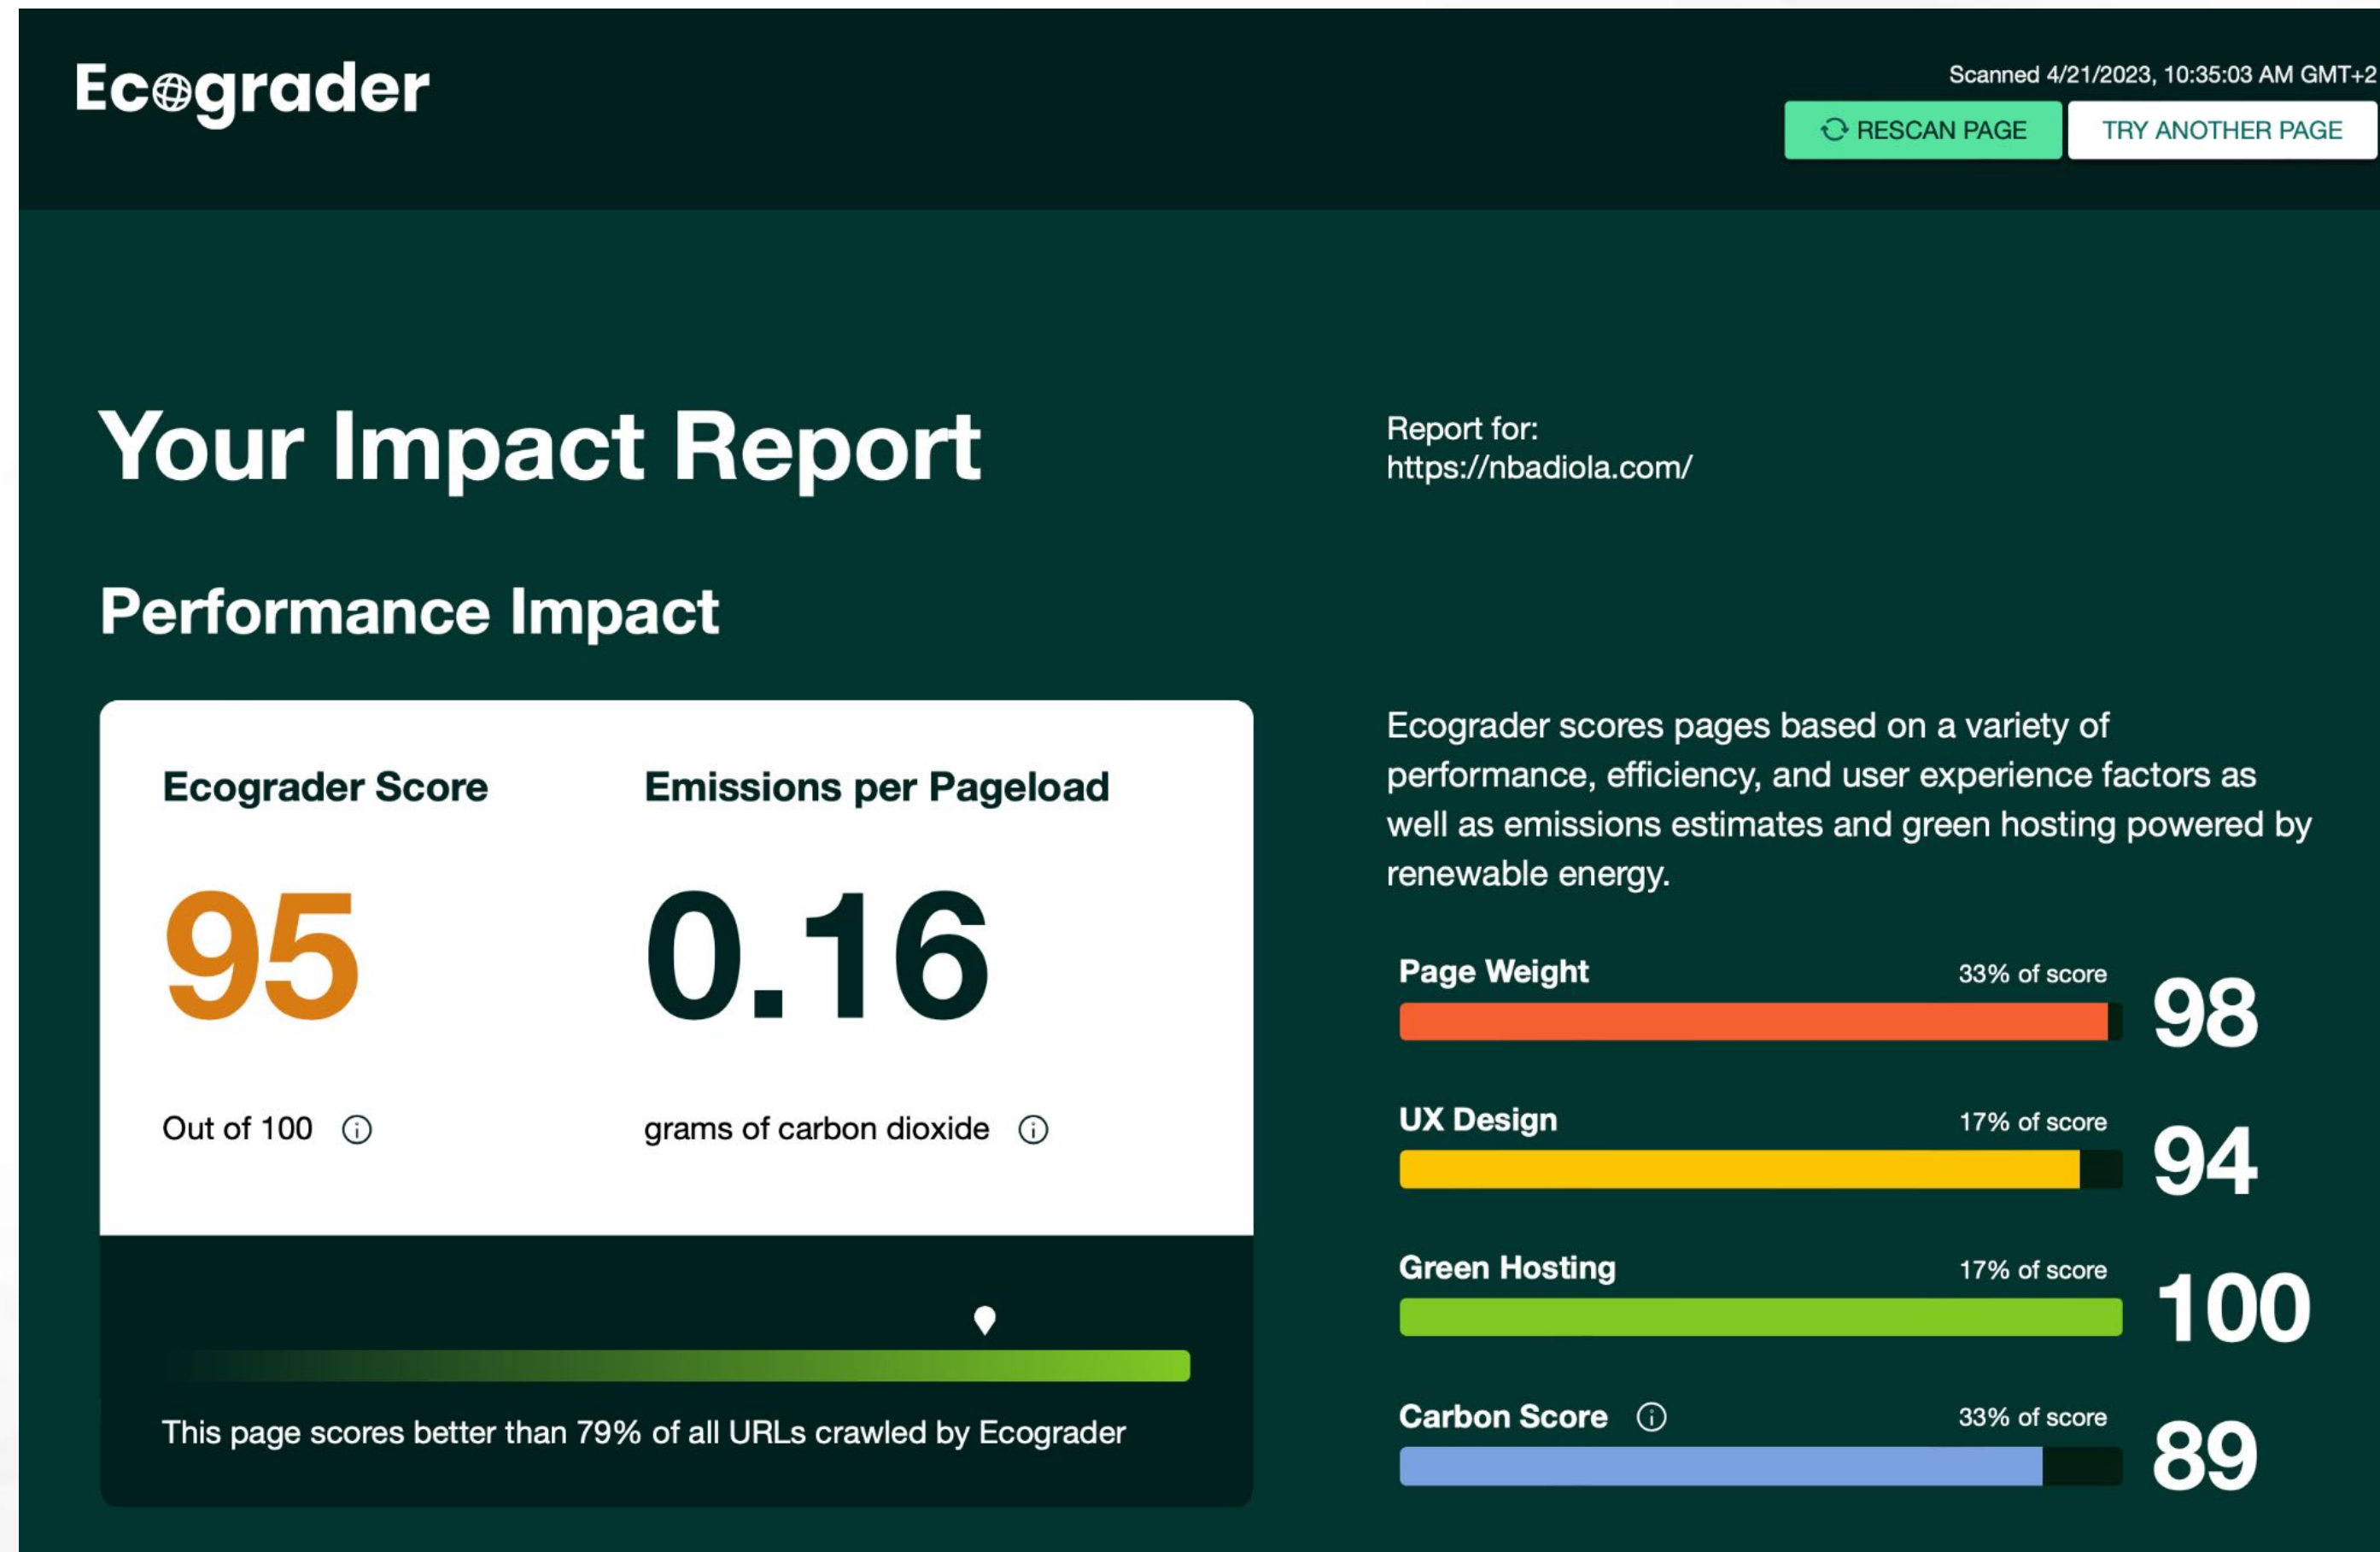 Ecograder
Scanned 4/21/2023, 10:35:03 AM GMT+2
RESCAN PAGE
TRY ANOTHER PAGE
Your Impact Report
Report for:
https://nbadiola.com/
Performance Impact
Ecograder Score
95
Out of 100
Emissions per Pageload
0.16
grams of carbon dioxide
This page scores better than 79% of all URLs crawled by Ecograder
Ecograder scores pages based on a variety of
performance, efficiency, and user experience factors as
well as emissions estimates and green hosting powered by
renewable energy.
Page Weight 33% of score 98
UX Design 17% of score 94
Green Hosting 17% of score 100
Carbon Score 33% of score 89